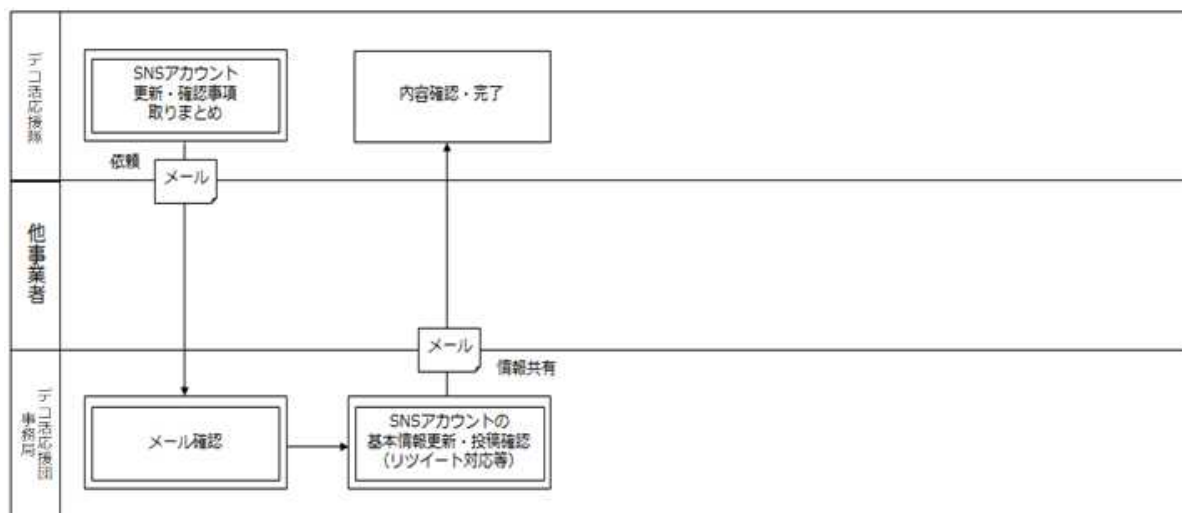 デコ活応援隊
SNSアカウント
更新・確認事項
取りまとめ
内容確認・完了
依頼
メール
他事業者
メール
情報共有
デコ活応援団
事務局
メール確認
SNSアカウントの
基本情報更新・投稿確認
（リツイート対応等）